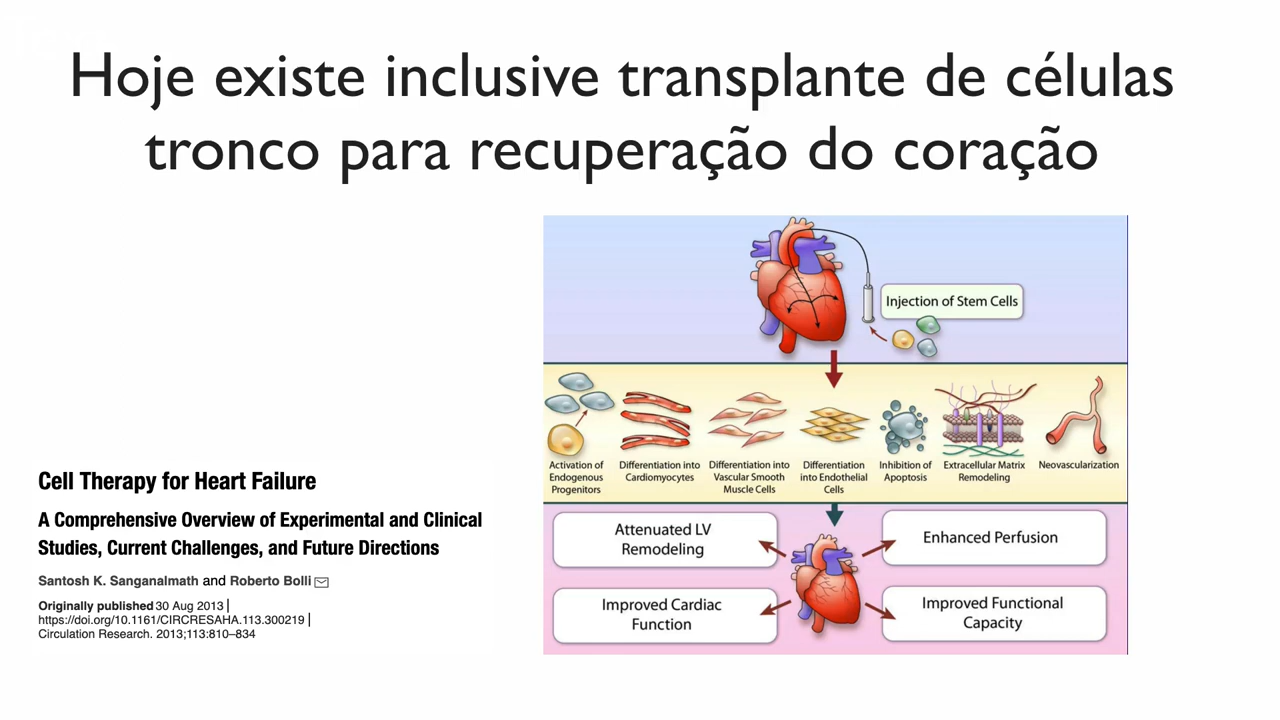 Hoje existe inclusive transplante de células
tronco para recuperação do coração
Injection of Stem Cells
Activation of
Endogenous
Progenitors
Differentiation into
Cardiomyocytes
Differentiation into
Vascular Smooth
Muscle Cells
Differentiation
into Endothelial
Cells
Inhibition of
Apoptosis
Extracellular Matrix
Remodeling
Neovascularization
Attenuated LV
Remodeling
Enhanced Perfusion
Improved Cardiac
Function
Improved Functional
Capacity
Cell Therapy for Heart Failure
A Comprehensive Overview of Experimental and Clinical
Studies, Current Challenges, and Future Directions
Santosh K. Sanganalmath and Roberto Bolli
Originally published 30 Aug 2013 |
https://doi.org/10.1161/CIRCRESAHA.113.300219 |
Circulation Research. 2013;113:810–834